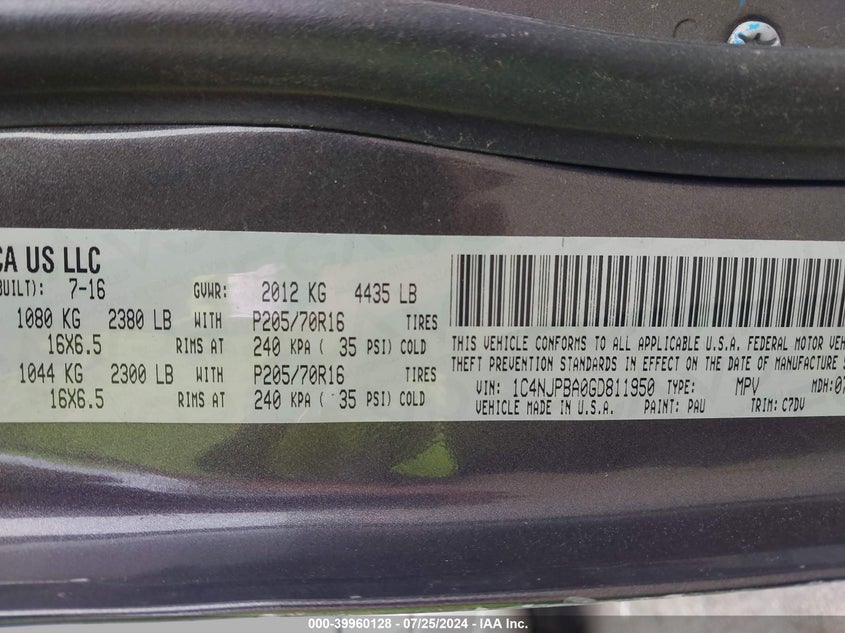 CA US LLC
BUILT): 7-16 GVWR: 2012 KG 4435 LB
1080 KG 2380 LB WITH P205/70R16 TIRES
16X6.5 RIMS AT 240 KPA ( 35 PSI) COLD
1044 KG 2300 LB WITH P205/70R16 TIRES
16X6.5 RIMS AT 240 KPA ( 35 PSI) COLD
THIS VEHICLE CONFORMS TO ALL APPLICABLE U.S.A. FEDERAL MOTOR VEH
THEFT PREVENTION STANDARDS IN EFFECT ON THE DATE OF MANUFACTURE S
VIN: 1C4NJPBA0GD811950 TYPE: MPV MDH:07
VEHICLE MADE IN U.S.A. PAINT: PAU TRIM: C7DV
000-39960128 - 07/25/2024 - IAA Inc.